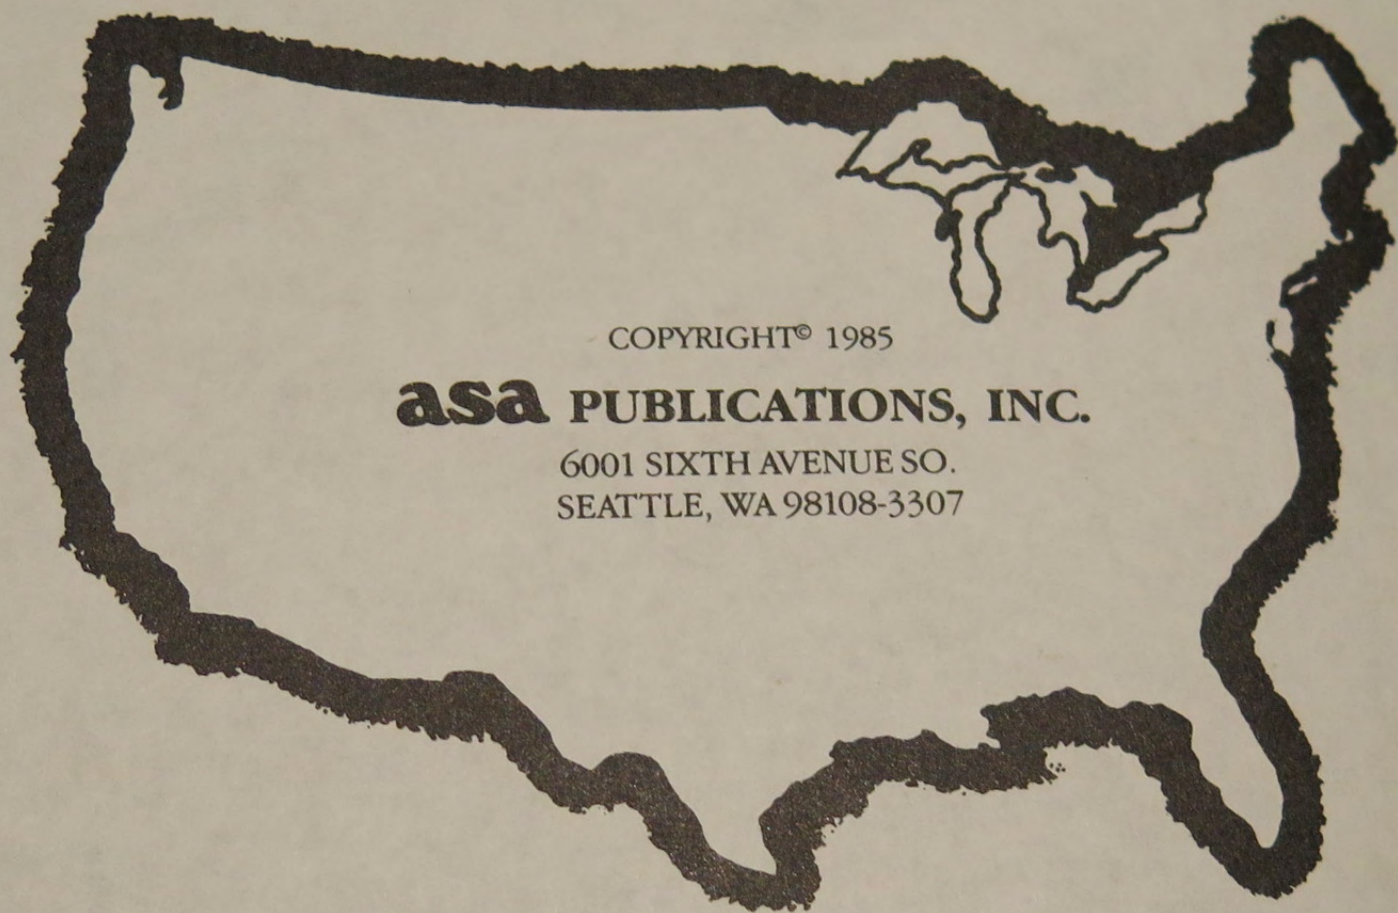 COPYRIGHT© 1985
asa PUBLICATIONS, INC.
6001 SIXTH AVENUE SO.
SEATTLE, WA 98108-3307